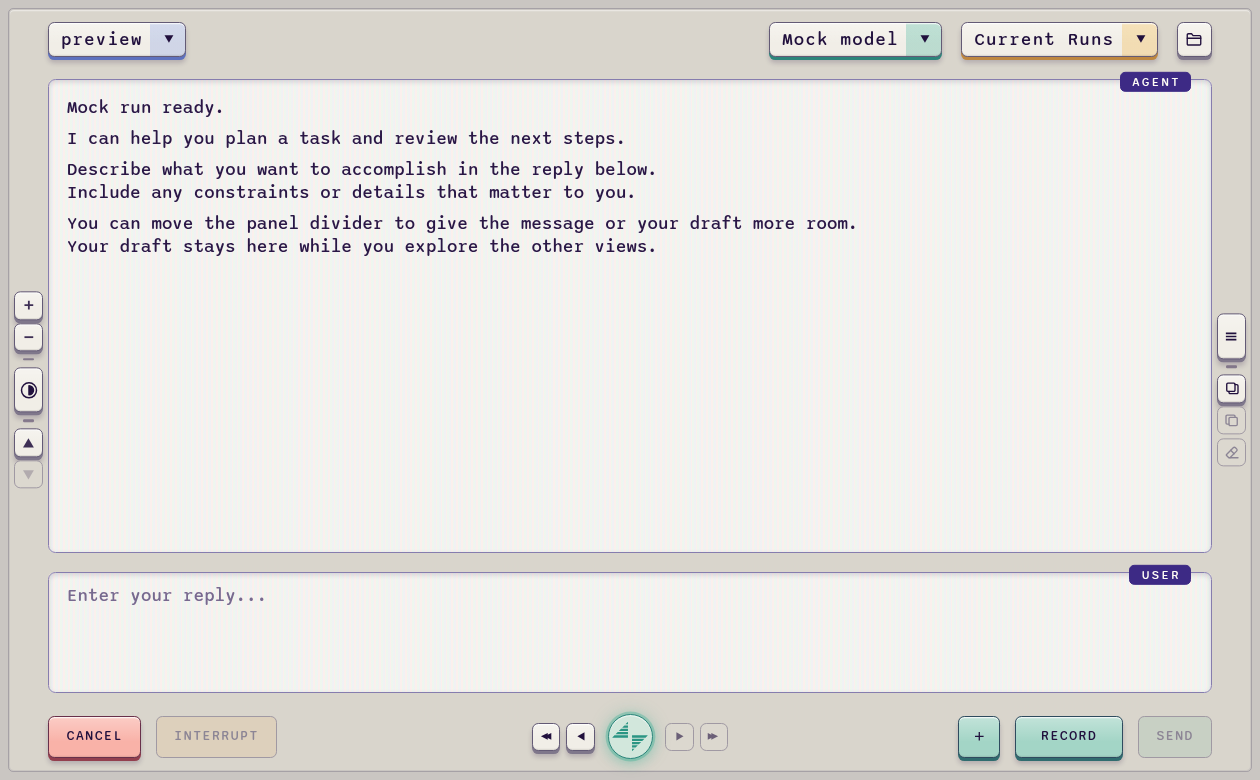 preview
Mock model
Current Runs
AGENT
Mock run ready.
I can help you plan a task and review the next steps.
Describe what you want to accomplish in the reply below.
Include any constraints or details that matter to you.
You can move the panel divider to give the message or your draft more room.
Your draft stays here while you explore the other views.
USER
Enter your reply...
CANCEL
INTERRUPT
RECORD
SEND